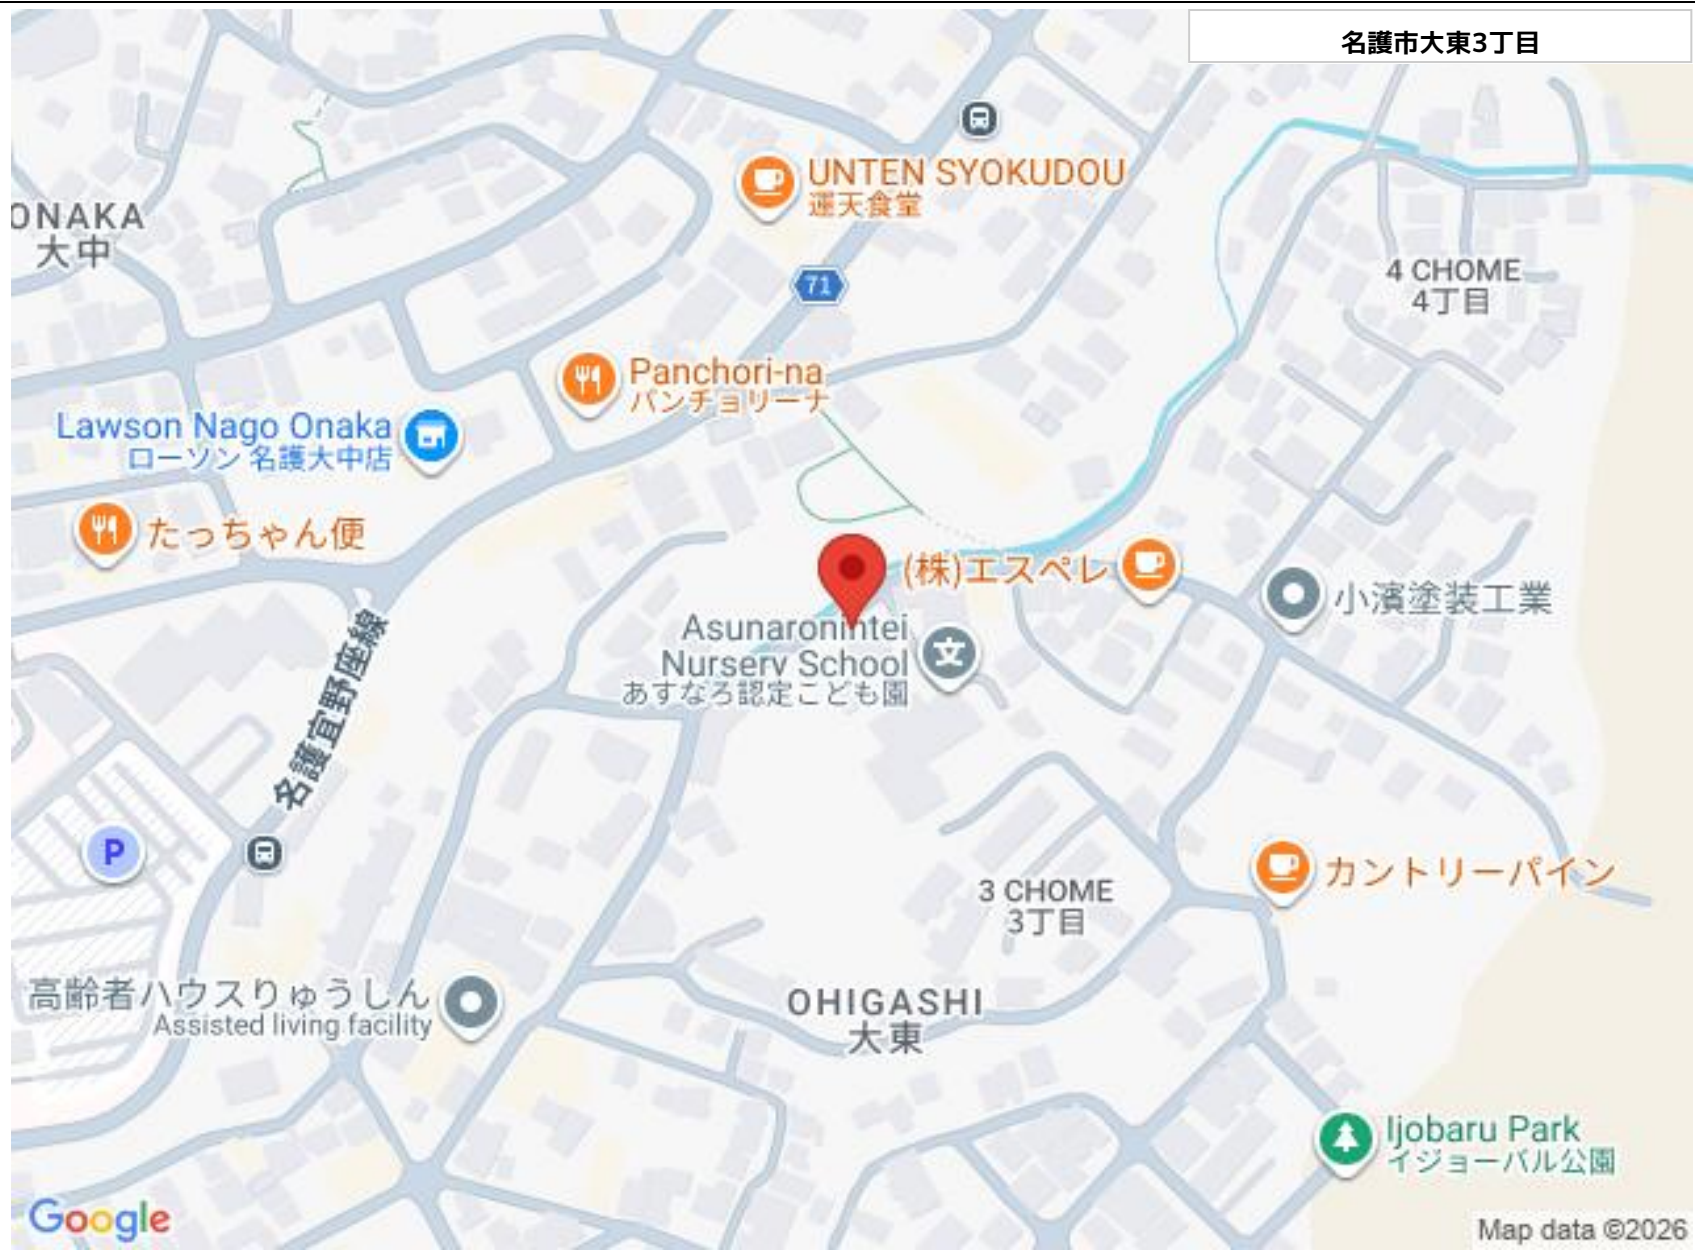 名護市大東3丁目
UNTEN SYOKUDOU
運天食堂
ONAKA
大中
4 CHOME
4丁目
71
Panchori-na
パンチョリーナ
Lawson Nago Onaka
ローソン 名護大中店
たっちゃん便
(株)エスペレ
小濱塗装工業
Asunaronintei
Nursery School
あすなろ認定こども園
文
名護宜野座線
P
カントリーパイン
3 CHOME
3丁目
高齢者ハウスりゅうしん
Assisted living facility
OHIGASHI
大東
Ijobaru Park
イジョーバル公園
Google
Map data ©2026